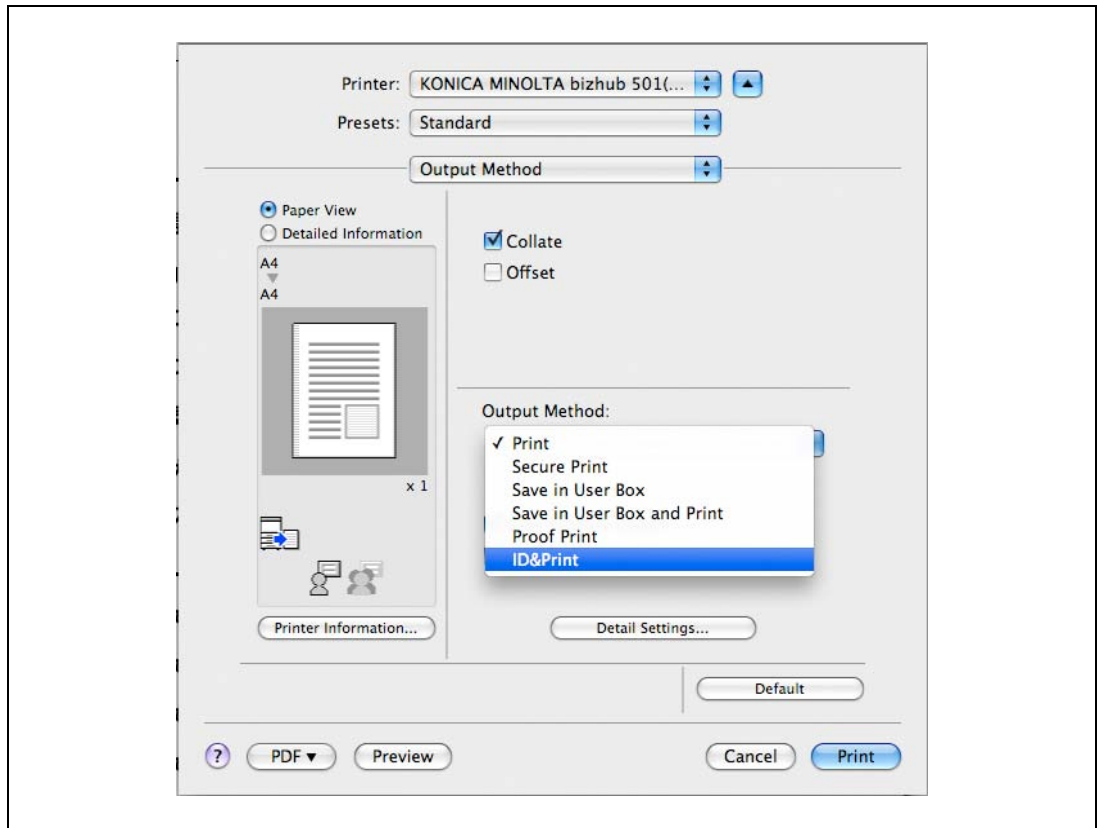 Printer: KONICA MINOLTA bizhub 501(...
Presets: Standard
Output Method
Paper View
Detailed Information
A4
A4
x 1
Printer Information...
Collate
Offset
Output Method:
✓ Print
Secure Print
Save in User Box
Save in User Box and Print
Proof Print
ID&Print
Detail Settings...
Default
? PDF ▼ Preview Cancel Print